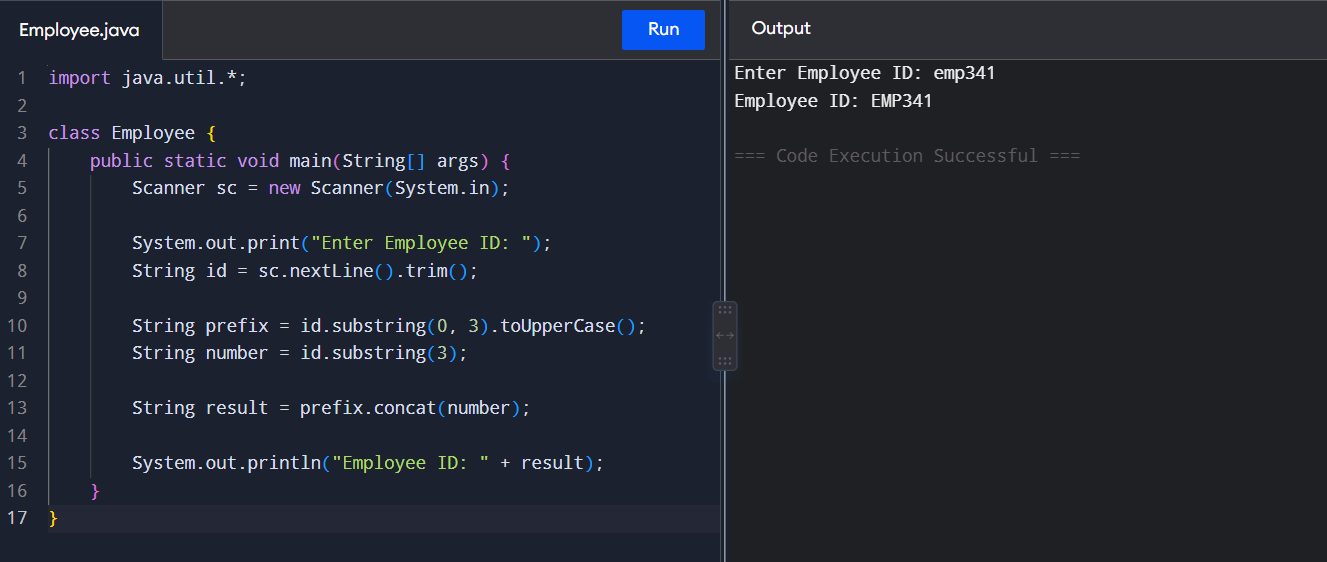 Employee.java
Run
1 import java.util.*;
2
3 class Employee {
4     public static void main(String[] args) {
5         Scanner sc = new Scanner(System.in);
6
7         System.out.print("Enter Employee ID: ");
8         String id = sc.nextLine().trim();
9
10         String prefix = id.substring(0, 3).toUpperCase();
11         String number = id.substring(3);
12
13         String result = prefix.concat(number);
14
15         System.out.println("Employee ID: " + result);
16     }
17 }
Output
Enter Employee ID: emp341
Employee ID: EMP341
=== Code Execution Successful ===